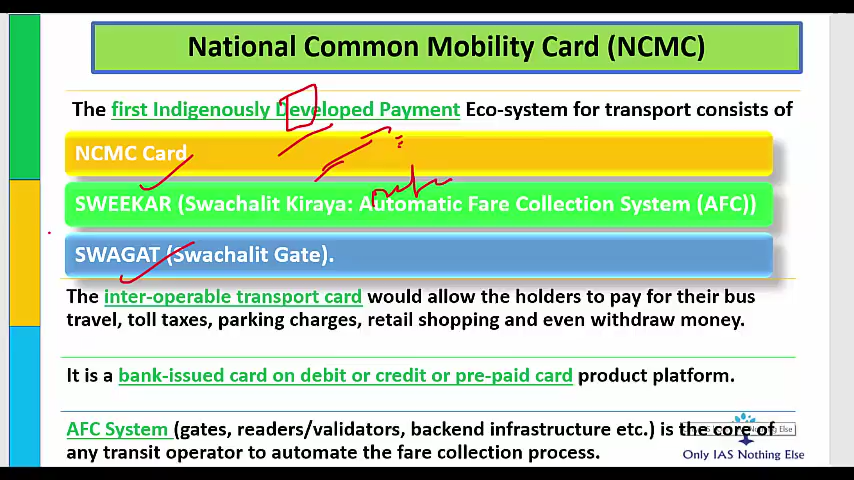 National Common Mobility Card (NCMC)
The first Indigenously Developed Payment Eco-system for transport consists of
NCMC Card
SWEEKAR (Swachalit Kiraya: Automatic Fare Collection System (AFC))
SWAGAT (Swachalit Gate).
The inter-operable transport card would allow the holders to pay for their bus
travel, toll taxes, parking charges, retail shopping and even withdraw money.
It is a bank-issued card on debit or credit or pre-paid card product platform.
AFC System (gates, readers/validators, backend infrastructure etc.) is the core of
any transit operator to automate the fare collection process.
Only IAS Nothing Else